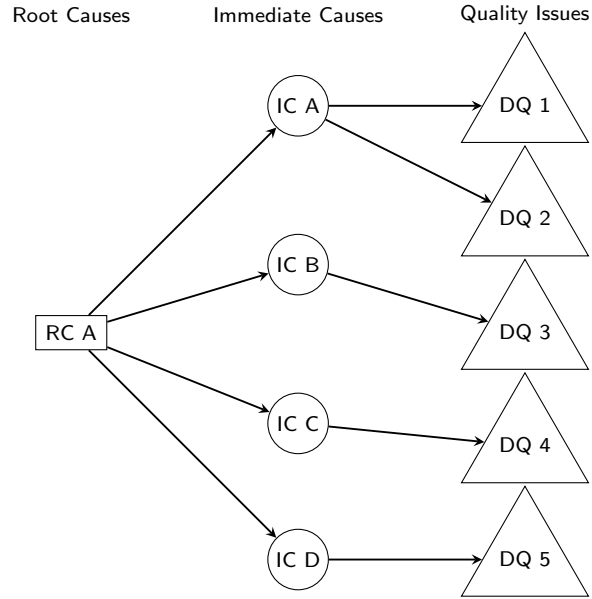 Root Causes
Immediate Causes
Quality Issues
IC A
DQ 1
DQ 2
IC B
RC A
DQ 3
IC C
DQ 4
IC D
DQ 5